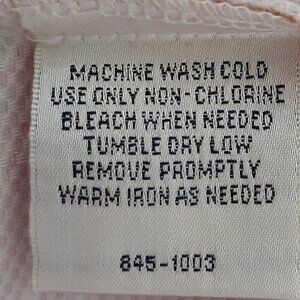 MACHINE WASH COLD
USE ONLY NON-CHLORINE
BLEACH WHEN NEEDED
TUMBLE DRY LOW
REMOVE PROMPTLY
WARM IRON AS NEEDED
845-1003